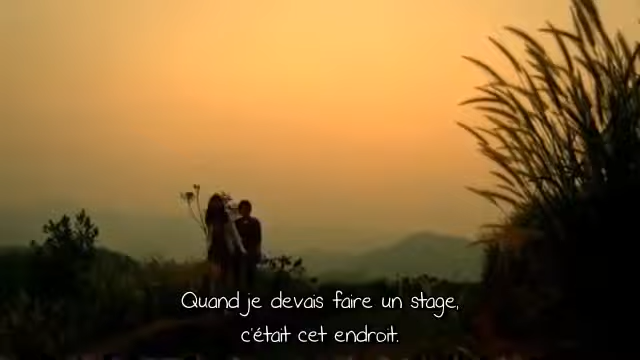 Quand je devais faire un stage,
c'était cet endroit.